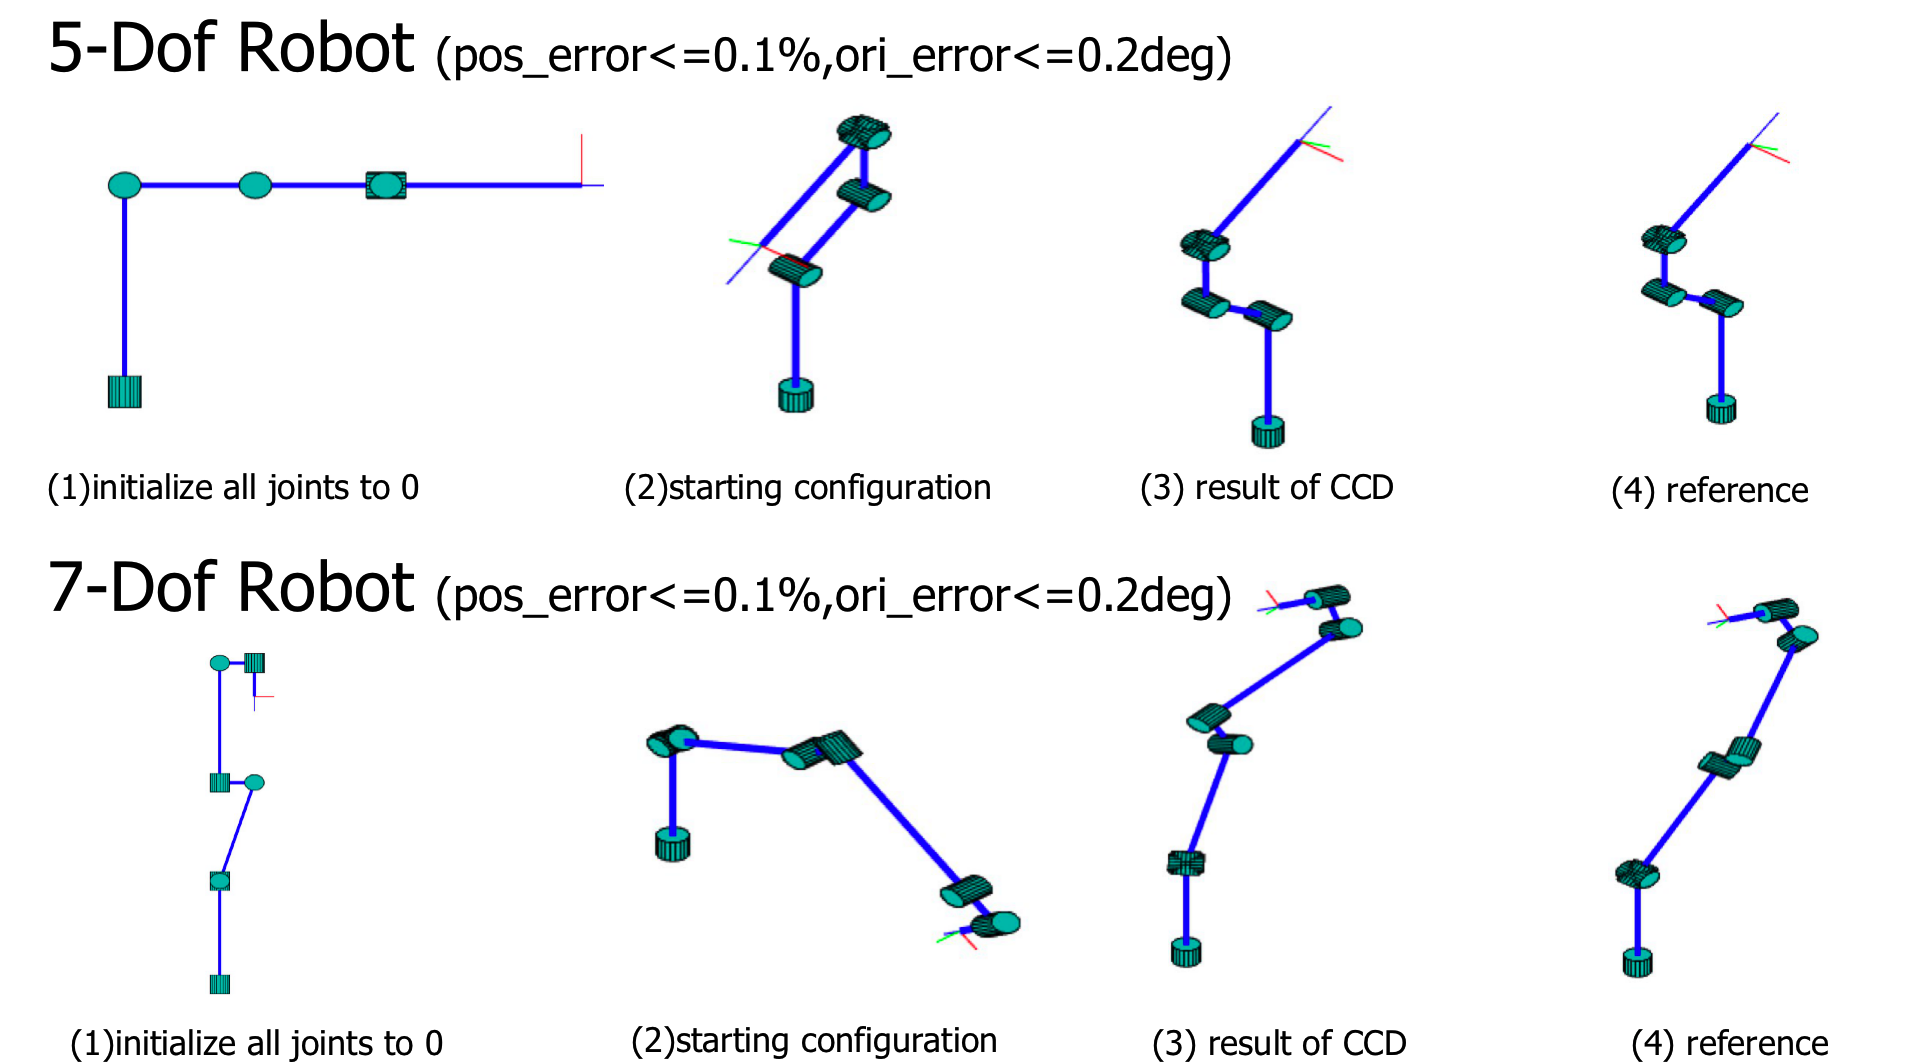 5-Dof Robot (pos_error<=0.1%,ori_error<=0.2deg)
(1)initialize all joints to 0
(2)starting configuration
(3) result of CCD
(4) reference
7-Dof Robot (pos_error<=0.1%,ori_error<=0.2deg)
(1)initialize all joints to 0
(2)starting configuration
(3) result of CCD
(4) reference